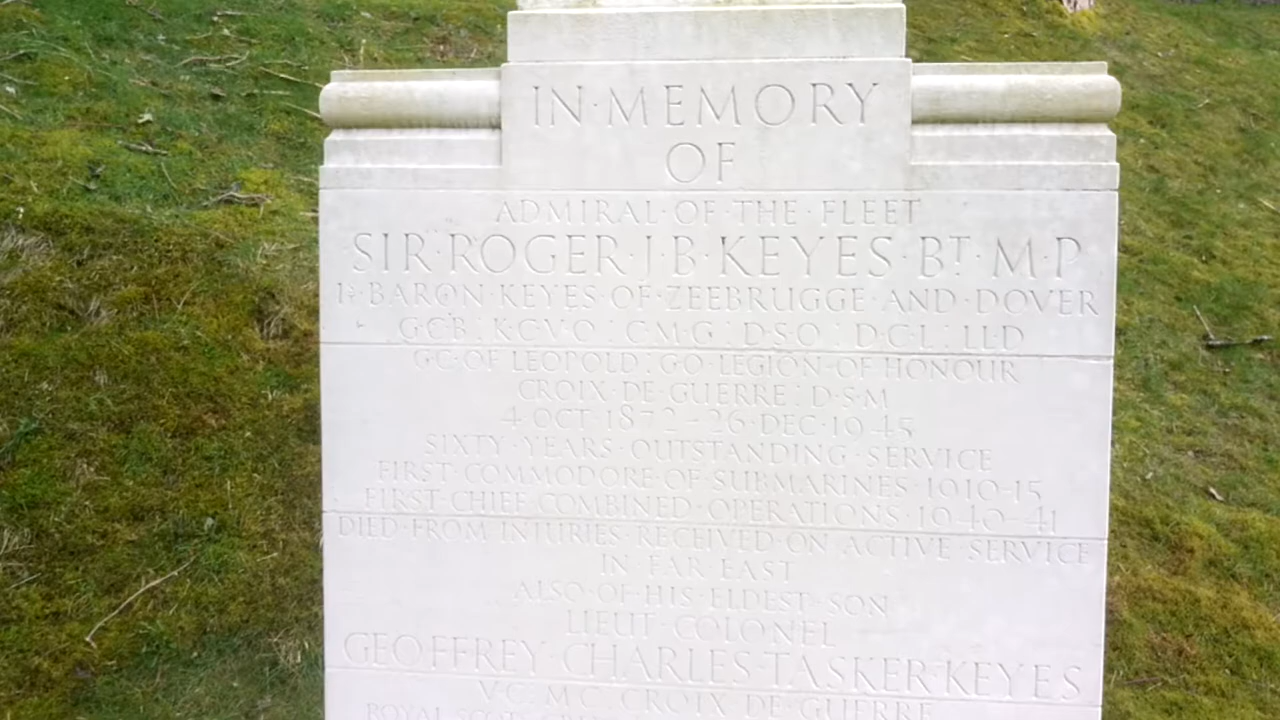 IN·MEMORY
OF
ADMIRAL·OF·THE·FLEET
SIR·ROGER·J·B·KEYES·BT·M·P
1ST·BARON·KEYES·OF·ZEEBRUGGE·AND·DOVER
G·C·B : K·C·V·O : C·M·G : D·S·O : D·C·L : LL·D
G·C·OF·LEOPOLD : G·O·LEGION·OF·HONOUR
CROIX·DE·GUERRE : D·S·M
4·OCT·1872-26·DEC·1945
SIXTY·YEARS·OUTSTANDING·SERVICE
FIRST·COMMODORE·OF·SUBMARINES·1910-15
FIRST·CHIEF·COMBINED·OPERATIONS·1940-41
DIED·FROM·INJURIES·RECEIVED·ON·ACTIVE·SERVICE
IN·FAR·EAST
ALSO·OF·HIS·ELDEST·SON
LIEUT·COLONEL
GEOFFREY·CHARLES·TASKER·KEYES
V·C : M·C : CROIX·DE·GUERRE
ROYAL·SCOTS